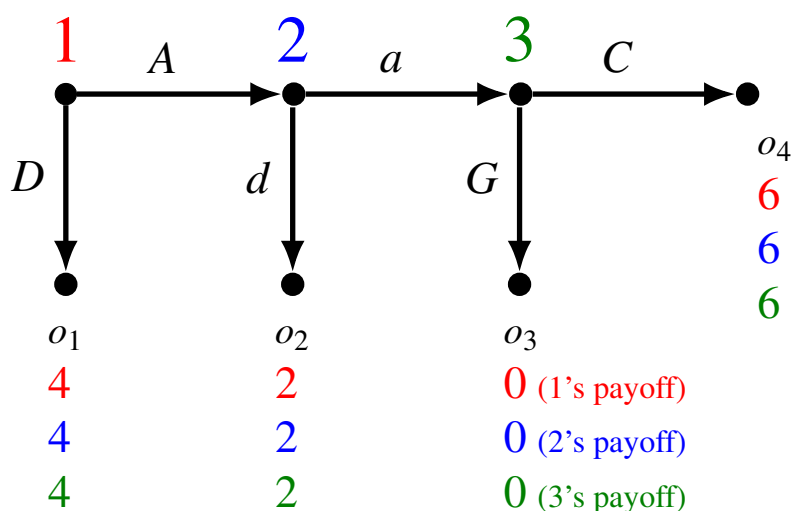 1 2 3
A a C
D d G
o₄
6
6
6
o₁ o₂ o₃
4 2 0 (1's payoff)
4 2 0 (2's payoff)
4 2 0 (3's payoff)